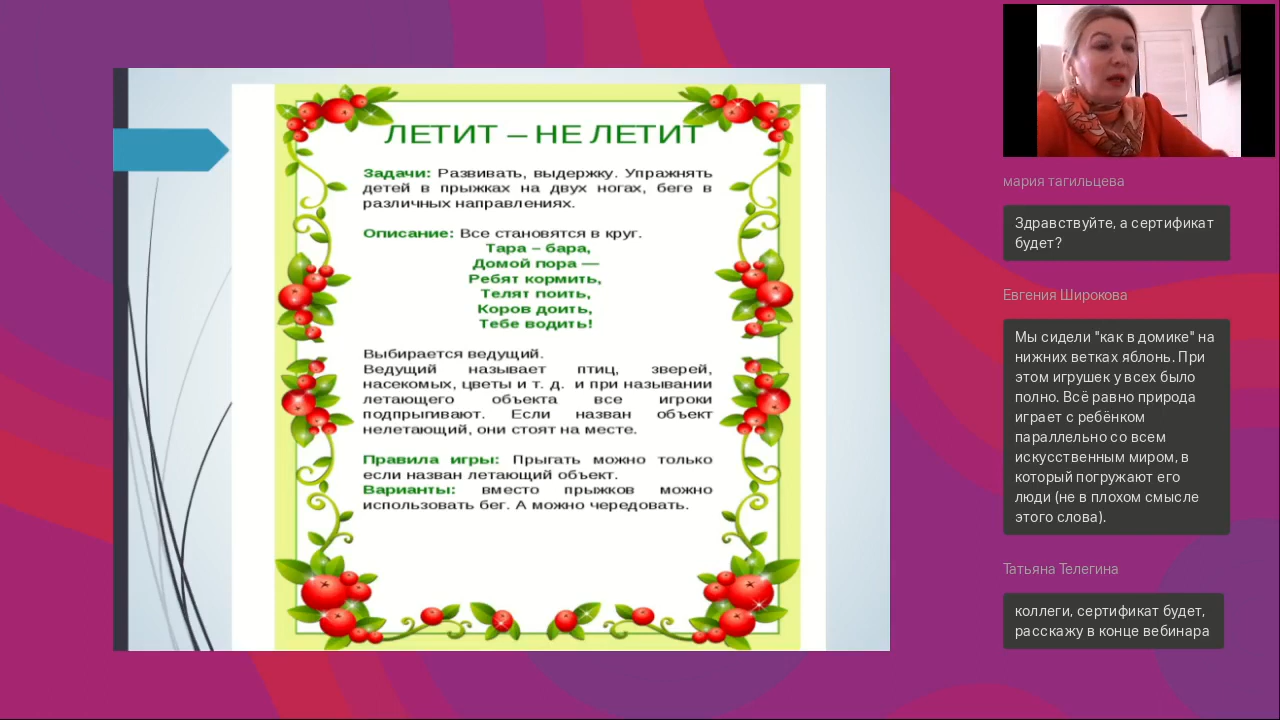 ЛЕТИТ – НЕ ЛЕТИТ
Задачи: Развивать, выдержку. Упражнять
детей в прыжках на двух ногах, беге в
различных направлениях.
Описание: Все становятся в круг.
Тара – бара,
Домой пора —
Ребят кормить,
Телят поить,
Коров доить,
Тебе водить!
Выбирается ведущий.
Ведущий называет птиц, зверей,
насекомых, цветы и т. д. и при назывании
летающего объекта все игроки
подпрыгивают. Если назван объект
нелетающий, они стоят на месте.
Правила игры: Прыгать можно только
если назван летающий объект.
Варианты: вместо прыжков можно
использовать бег. А можно чередовать.
мария тагильцева
Здравствуйте, а сертификат
будет?
Евгения Широкова
Мы сидели "как в домике" на
нижних ветках яблонь. При
этом игрушек у всех было
полно. Всё равно природа
играет с ребёнком
параллельно со всем
искусственным миром, в
который погружают его
люди (не в плохом смысле
этого слова).
Татьяна Телегина
коллеги, сертификат будет,
расскажу в конце вебинара